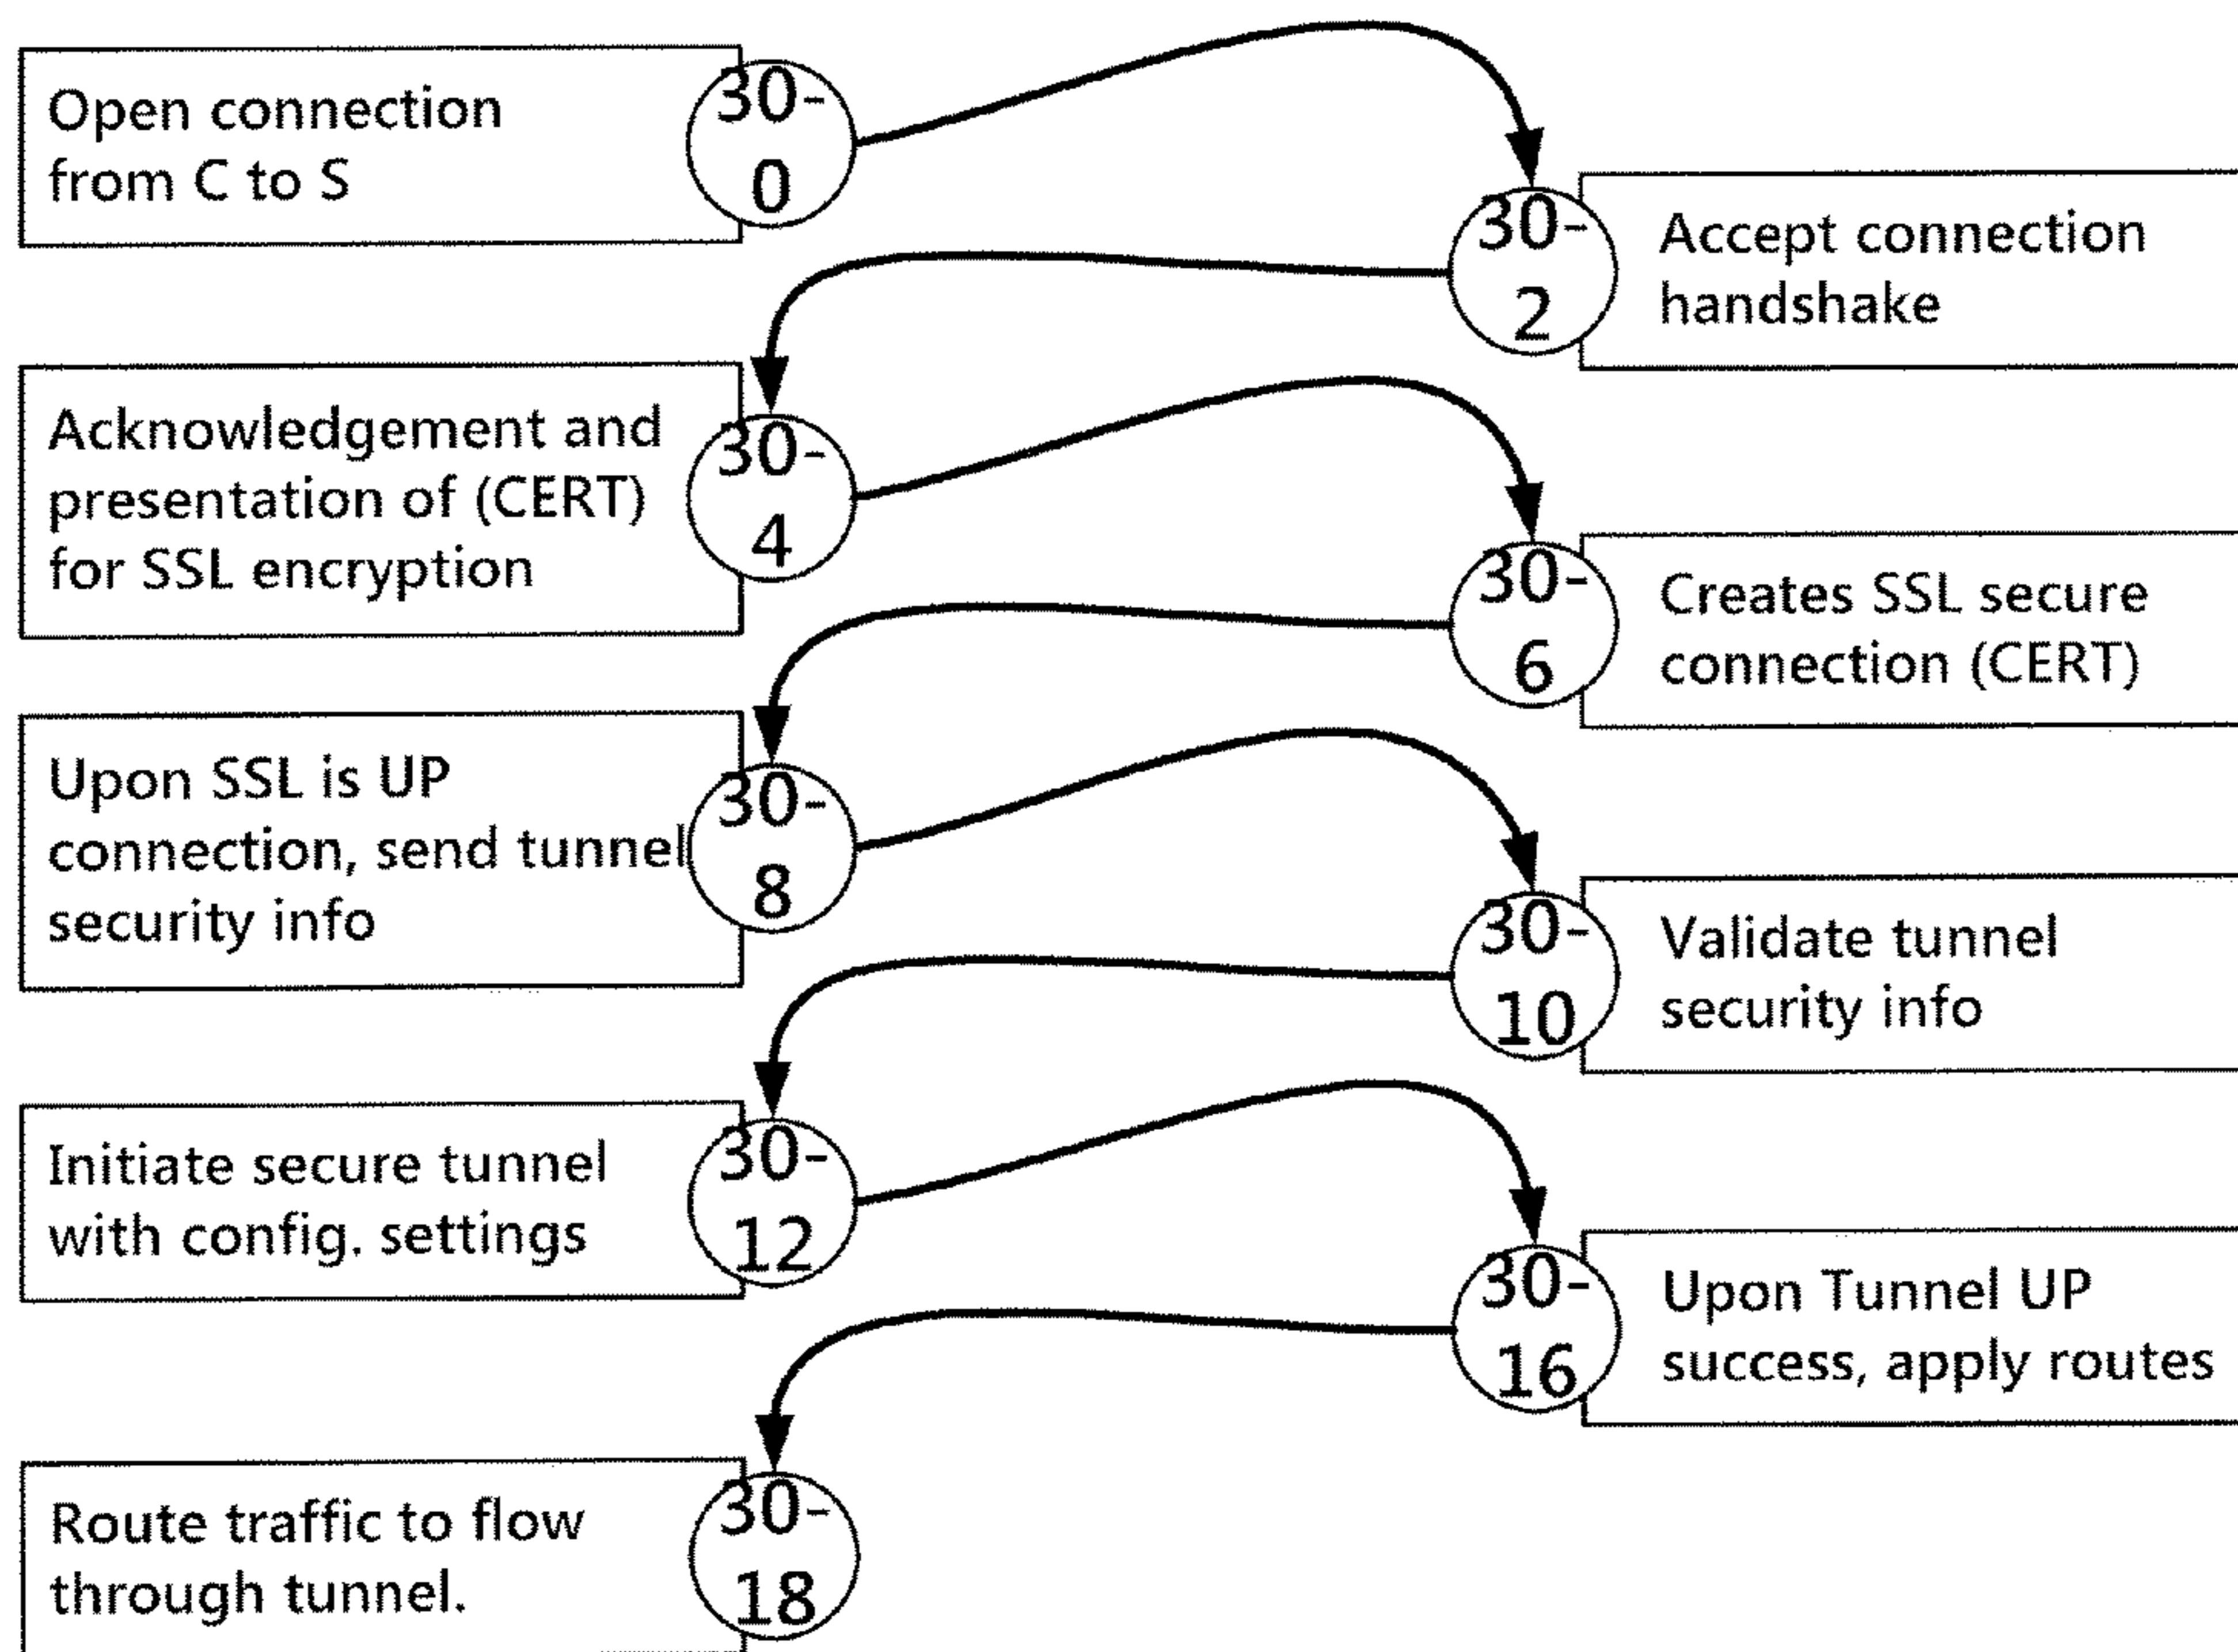 Open connection
from C to S
30-
0
30-
2
Accept connection
handshake
Acknowledgement and
presentation of (CERT)
for SSL encryption
30-
4
30-
6
Creates SSL secure
connection (CERT)
Upon SSL is UP
connection, send tunnel
security info
30-
8
30-
10
Validate tunnel
security info
Initiate secure tunnel
with config. settings
30-
12
30-
16
Upon Tunnel UP
success, apply routes
Route traffic to flow
through tunnel.
30-
18